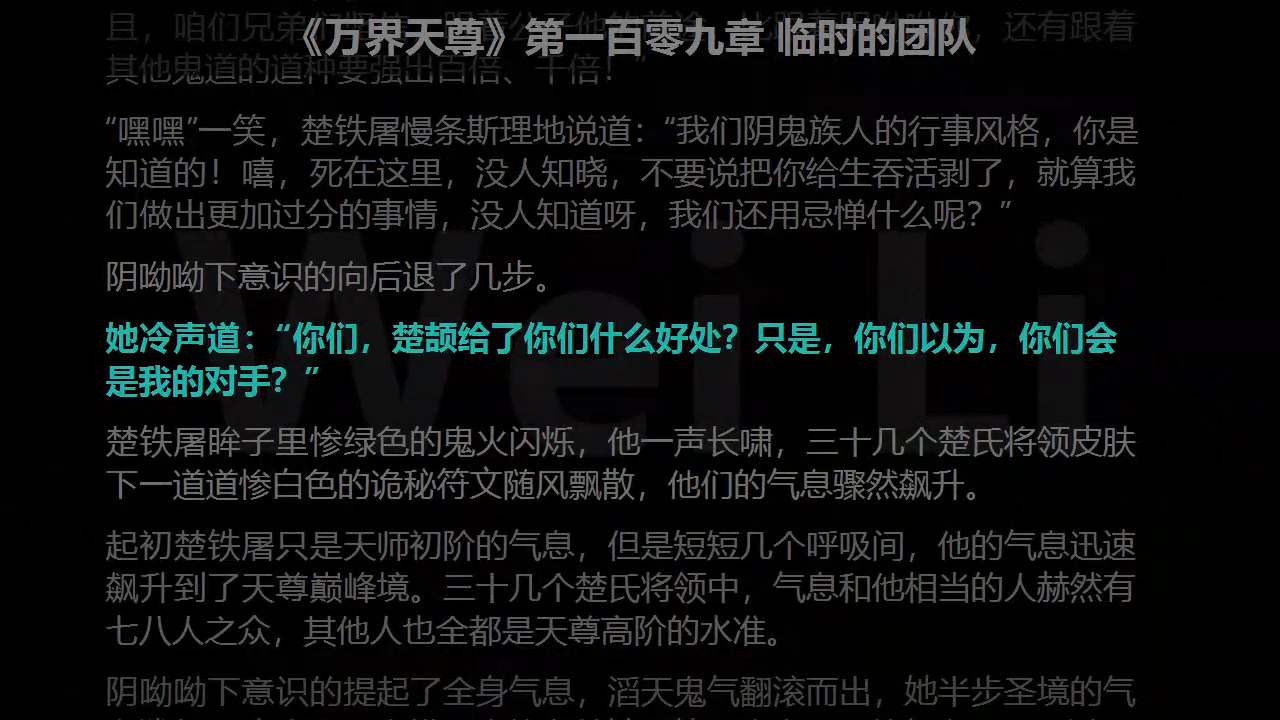 《万界天尊》第一百零九章 临时的团队
其他鬼道的道种要强出百倍、千倍！”
“嘿嘿”一笑，楚铁屠慢条斯理地说道：“我们阴鬼族人的行事风格，你是
知道的！嘻，死在这里，没人知晓，不要说把你给生吞活剥了，就算我
们做出更加过分的事情，没人知道呀，我们还用忌惮什么呢？”
阴呦呦下意识的向后退了几步。
她冷声道：“你们，楚颉给了你们什么好处？只是，你们以为，你们会
是我的对手？”
楚铁屠眸子里惨绿色的鬼火闪烁，他一声长啸，三十几个楚氏将领皮肤
下一道道惨白色的诡秘符文随风飘散，他们的气息骤然飙升。
起初楚铁屠只是天师初阶的气息，但是短短几个呼吸间，他的气息迅速
飙升到了天尊巅峰境。三十几个楚氏将领中，气息和他相当的人赫然有
七八人之众，其他人也全都是天尊高阶的水准。
阴呦呦下意识的提起了全身气息，滔天鬼气翻滚而出，她半步圣境的气
Wei Li